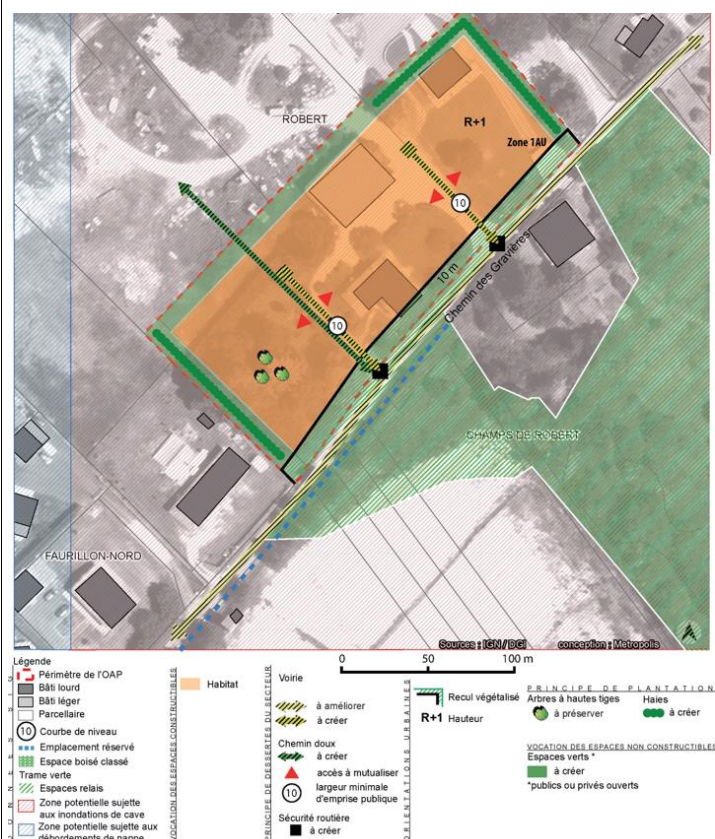 ROBERT
R+1
Zone 1AU
10
10 m
Chemin des Gravières
10
CHAMPS DE ROBERT
FAURILLON-NORD
Sources : IGN / DGI conception : Metropolis
0 50 100 m
Légende
Périmètre de l'OAP
Bâti lourd
Bâti léger
Parcellaire
10 Courbe de niveau
Emplacement réservé
Espace boisé classé
Trame verte
Espaces relais
Zone potentielle sujette
aux inondations de cave
Zone potentielle sujette aux
débordements de nappe
VOCATION DES ESPACES CONSTRUCTIBLES
Habitat
PRINCIPE DE DESSERTES DU SECTEUR
Voirie
à améliorer
à créer
Chemin doux
à créer
accès à mutualiser
10 largeur minimale
d'emprise publique
Sécurité routière
à créer
ORIENTATIONS URBAINES
Recul végétalisé
R+1 Hauteur
PRINCIPE DE PLANTATION
Arbres à hautes tiges
à préserver
Haies
à créer
VOCATION DES ESPACES NON CONSTRUCTIBLES
Espaces verts *
à créer
*publics ou privés ouverts